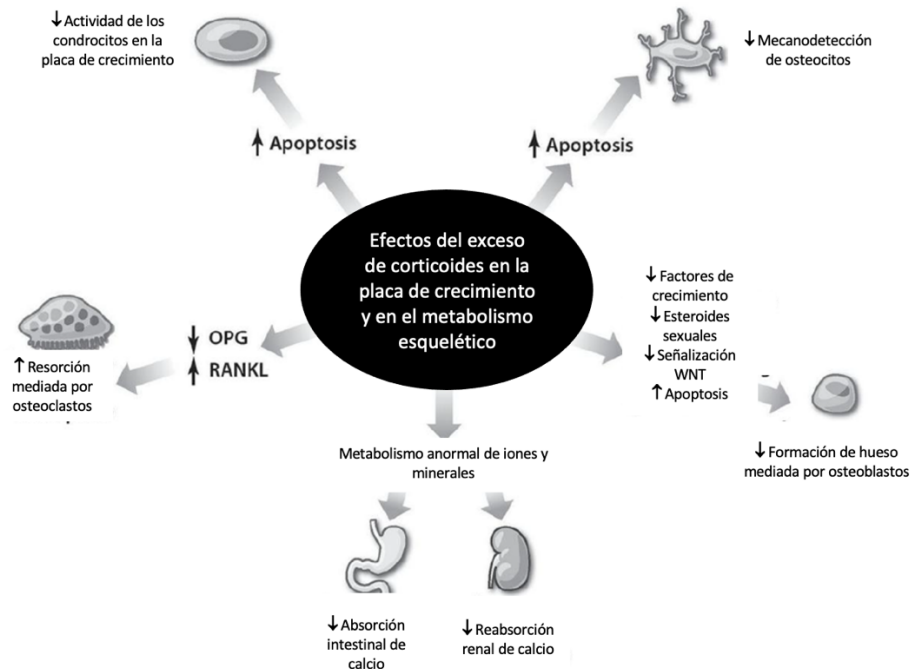 ↓Actividad de los
condrocitos en la
placa de crecimiento
↓ Mecanodetección
de osteocitos
↑ Apoptosis
↑ Apoptosis
Efectos del exceso
de corticoides en la
placa de crecimiento
y en el metabolismo
esquelético
↓ Factores de
crecimiento
↓ Esteroides
sexuales
↓ Señalización
WNT
↑ Apoptosis
↓ OPG
↑ RANKL
↑ Resorción
mediada por
osteoclastos
↓ Formación de hueso
mediada por osteoblastos
Metabolismo anormal de iones y
minerales
↓ Absorción
intestinal de
calcio
↓ Reabsorción
renal de calcio